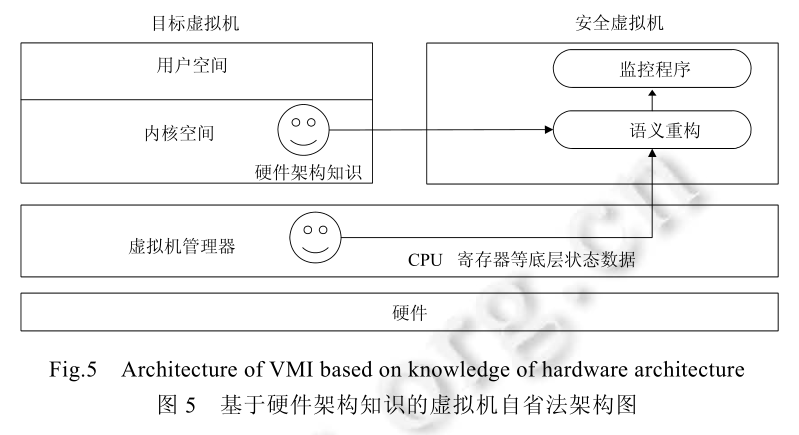 目标虚拟机
安全虚拟机
用户空间
监控程序
内核空间
语义重构
硬件架构知识
虚拟机管理器
CPU 寄存器等底层状态数据
硬件
Fig.5 Architecture of VMI based on knowledge of hardware architecture
图 5 基于硬件架构知识的虚拟机自省法架构图
org.cn